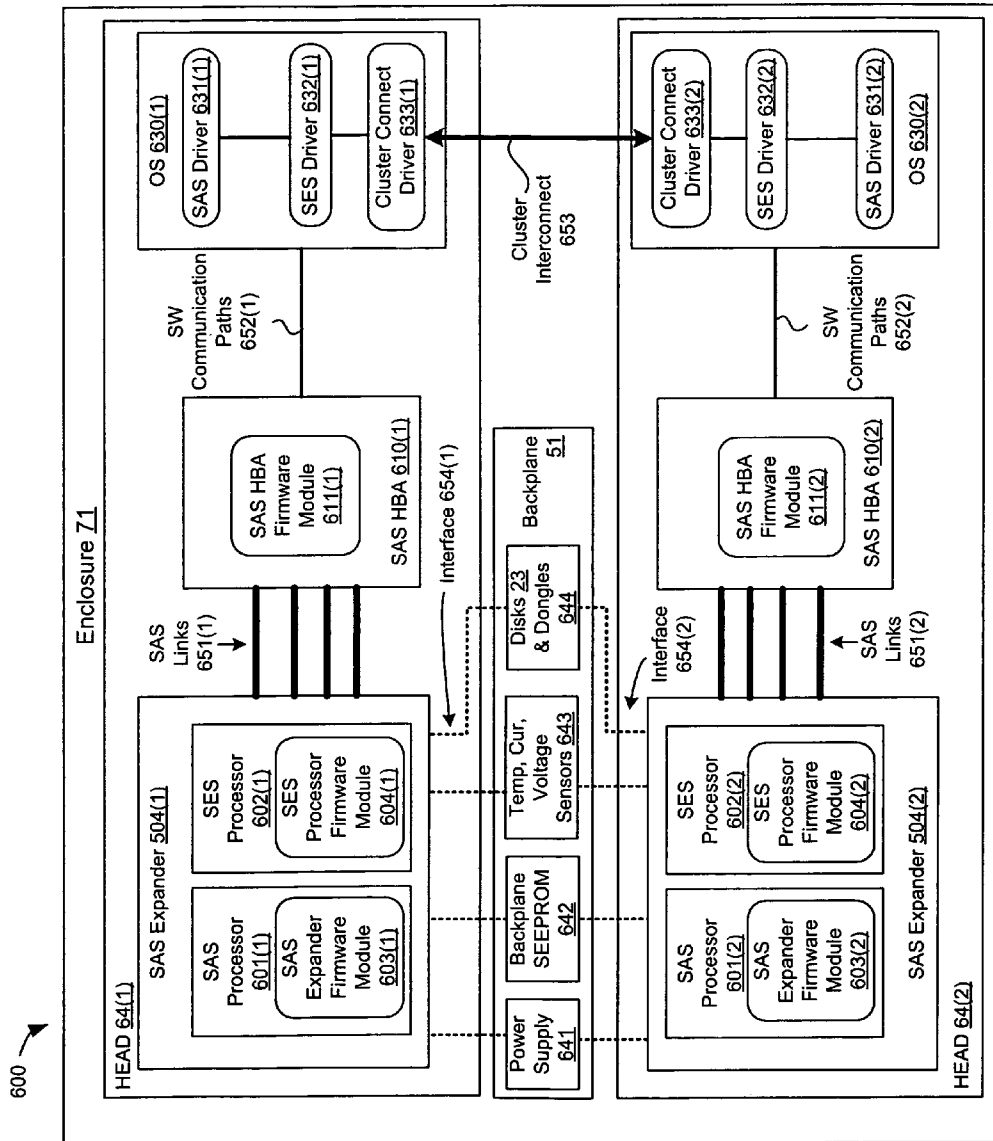 600
Enclosure 71
HEAD 64(1)
SAS Expander 504(1)
SAS
Processor
601(1)
SAS
Expander
Firmware
Module
603(1)
SES
Processor
602(1)
SES
Processor
Firmware
Module
604(1)
SAS
Links
651(1)
SAS HBA
Firmware
Module
611(1)
SAS HBA 610(1)
SW
Communication
Paths
652(1)
OS 630(1)
SAS Driver 631(1)
SES Driver 632(1)
Cluster Connect
Driver 633(1)
Interface 654(1)
Power
Supply
641
Backplane
SEEPROM
642
Temp, Cur,
Voltage
Sensors 643
Disks 23
& Dongles
644
Backplane
51
Cluster
Interconnect
653
Interface
654(2)
SAS
Processor
601(2)
SAS
Expander
Firmware
Module
603(2)
SES
Processor
602(2)
SES
Processor
Firmware
Module
604(2)
SAS Expander 504(2)
HEAD 64(2)
SAS
Links
651(2)
SAS HBA
Firmware
Module
611(2)
SAS HBA 610(2)
SW
Communication
Paths
652(2)
Cluster Connect
Driver 633(2)
SES Driver 632(2)
SAS Driver 631(2)
OS 630(2)